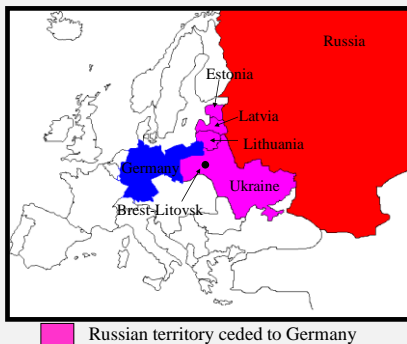 Russia
Estonia
Latvia
Lithuania
Germany
Ukraine
Brest-Litovsk
Russian territory ceded to Germany